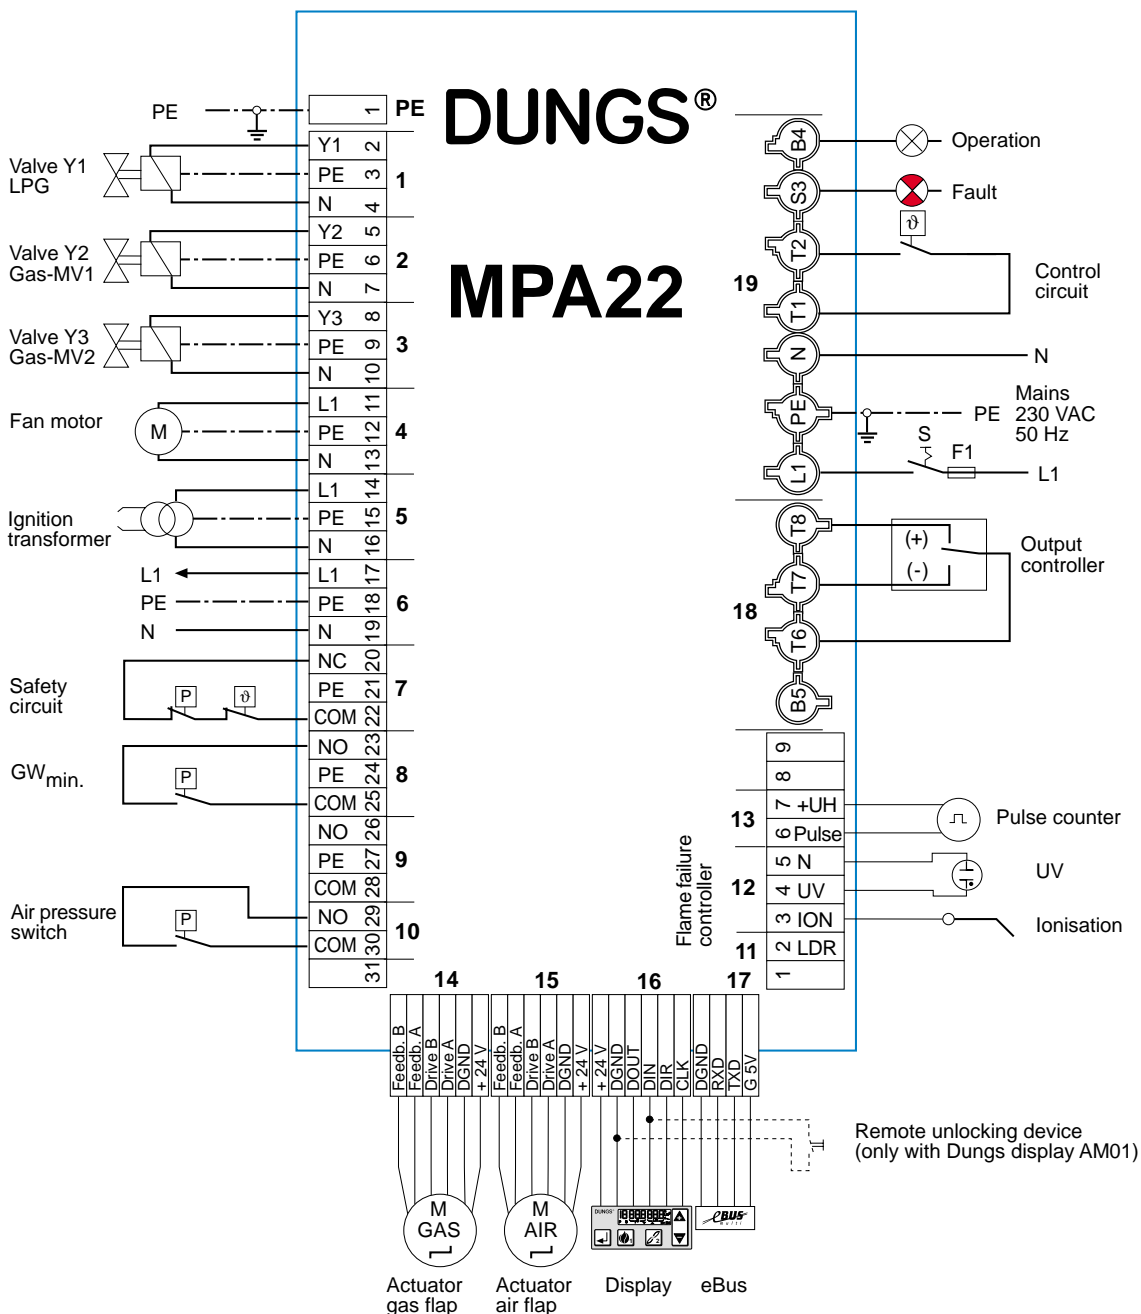 DUNGS®
MPA22
PE
1
PE
Valve Y1
LPG
Y1 2
PE 3
N 4
1
Valve Y2
Gas-MV1
Y2 5
PE 6
N 7
2
Valve Y3
Gas-MV2
Y3 8
PE 9
N 10
3
Fan motor
M
L1 11
PE 12
N 13
4
Ignition
transformer
L1 14
PE 15
N 16
5
L1
PE
N
L1 17
PE 18
N 19
6
Safety
circuit
P
ϑ
NC 20
PE 21
COM 22
7
GWmin.
P
NO 23
PE 24
COM 25
8
NO 26
PE 27
COM 28
9
Air pressure
switch
P
NO 29
COM 30
10
31
B4
Operation
S3
Fault
ϑ
T2
T1
Control
circuit
19
N
N
PE
PE
Mains
230 VAC
50 Hz
L1
S
F1
L1
T8
T7
(+)
(-)
Output
controller
18
T6
B5
9
8
7 +UH
6 Pulse
13
Pulse counter
5 N
4 UV
12
UV
3 ION
Ionisation
2 LDR
11
1
Flame failure
controller
14
15
16
17
Feedb. B
Feedb. A
Drive B
Drive A
DGND
+ 24 V
Feedb. B
Feedb. A
Drive B
Drive A
DGND
+ 24 V
+ 24 V
DGND
DOUT
DIN
DIR
CLK
DGND
RXD
TXD
G 5V
Remote unlocking device
(only with Dungs display AM01)
M
GAS
M
AIR
DUNGS®
eBUS
Actuator
gas flap
Actuator
air flap
Display
eBus